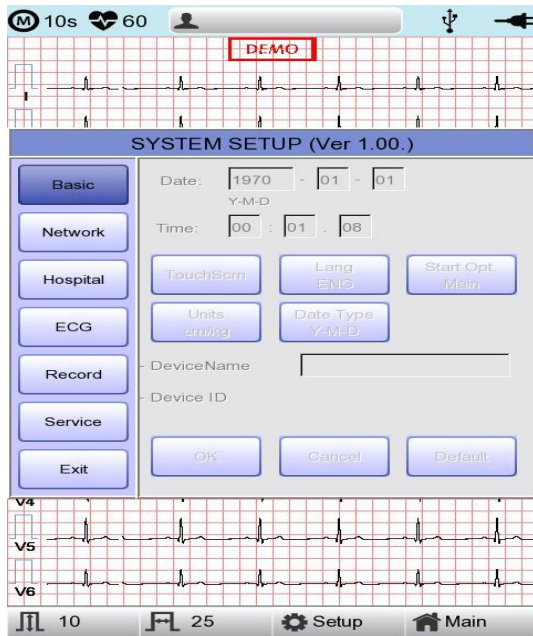 M 10s 60
DEMO
I
SYSTEM SETUP (Ver 1.00.)
Basic
Date: 1970 - 01 - 01
Y-M-D
Network
Time: 00 : 01 . 08
Hospital
TouchScrn
Lang
ENG
Start Opt
Main
ECG
Units
cm/kg
Date Type
Y-M-D
Record
- DeviceName
- Device ID
Service
Exit
OK Cancel Default
V4
V5
V6
10 25 Setup Main